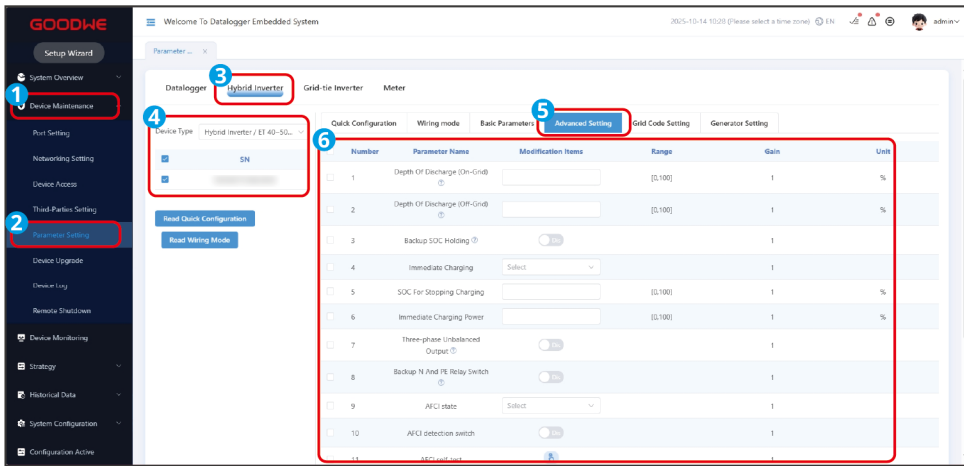 GOODWE
Welcome To Datalogger Embedded System
2025-10-14 10:28 (Please select a time zone) EN admin
Setup Wizard
Parameter ... ×
System Overview
1
Device Maintenance
Port Setting
Networking Setting
Device Access
Third-Parties Setting
2
Parameter Setting
Device Upgrade
Device Log
Remote Shutdown
Device Monitoring
Strategy
Historical Data
System Configuration
Configuration Active
3
Datalogger Hybrid Inverter Grid-tie Inverter Meter
4
Device Type Hybrid Inverter / ET 40-50...
SN
Read Quick Configuration
Read Wiring Mode
5
Quick Configuration Wiring mode Basic Parameters Advanced Setting Grid Code Setting Generator Setting
6
Number Parameter Name Modification Items Range Gain Unit
1 Depth Of Discharge (On-Grid) [0,100] 1 %
2 Depth Of Discharge (Off-Grid) [0,100] 1 %
3 Backup SOC Holding 1
4 Immediate Charging Select 1
5 SOC For Stopping Charging [0,100] 1 %
6 Immediate Charging Power [0,100] 1 %
7 Three-phase Unbalanced
Output 1
8 Backup N And PE Relay Switch 1
9 AFCI state Select 1
10 AFCI detection switch 1
11 AFCI self-test 1